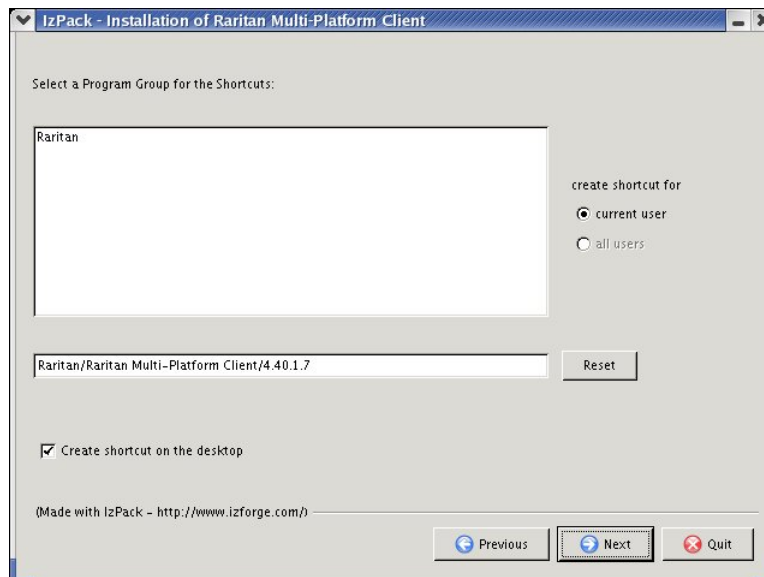 IzPack - Installation of Raritan Multi-Platform Client
Select a Program Group for the Shortcuts:
Raritan
create shortcut for
current user
all users
Raritan/Raritan Multi-Platform Client/4.40.1.7
Reset
Create shortcut on the desktop
(Made with IzPack - http://www.izforge.com/)
Previous
Next
Quit